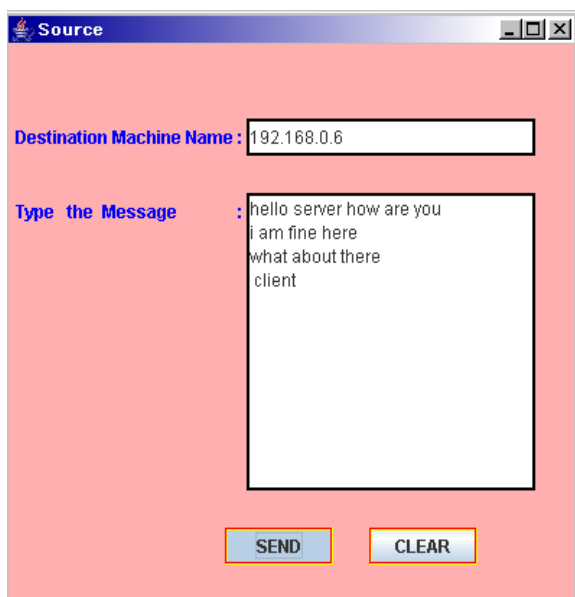 Source
Destination Machine Name : 192.168.0.6
Type the Message : hello server how are you
i am fine here
what about there
client
SEND CLEAR